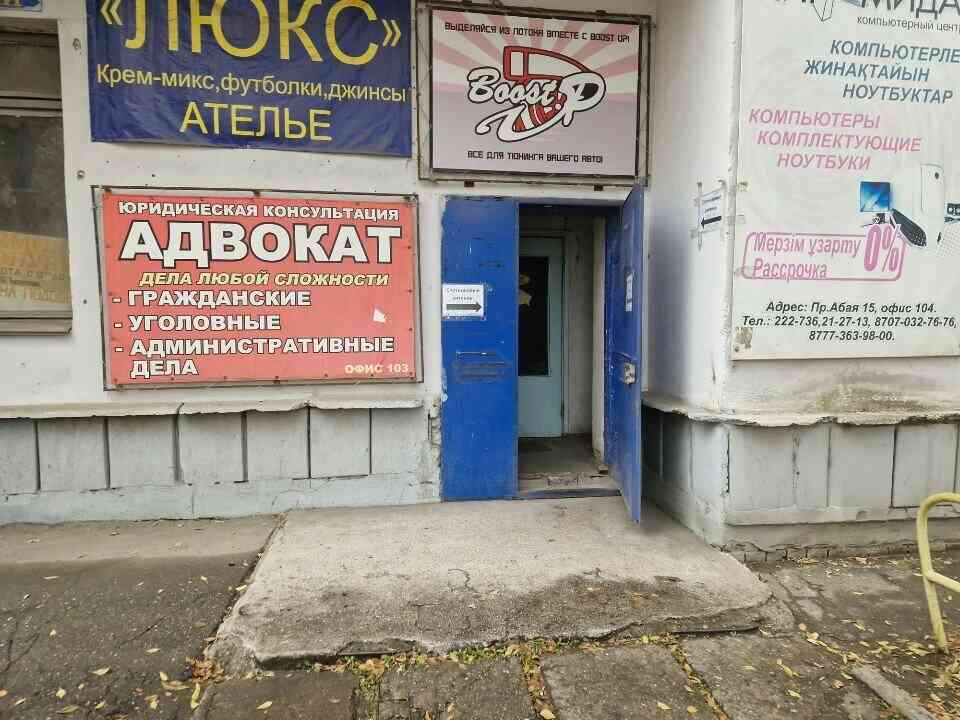 «ЛЮКС»
Крем-микс,футболки,джинсы
АТЕЛЬЕ
ВЫДЕЛЯЙСЯ ИЗ ПОТОКА ВМЕСТЕ С BOOST UP!
Boost UP
ВСЕ ДЛЯ ТЮНИНГА ВАШЕГО АВТО!
ЮРИДИЧЕСКАЯ КОНСУЛЬТАЦИЯ
АДВОКАТ
ДЕЛА ЛЮБОЙ СЛОЖНОСТИ
- ГРАЖДАНСКИЕ
- УГОЛОВНЫЕ
- АДМИНИСТРАТИВНЫЕ
ДЕЛА
ОФИС 103
МИДА
компьютерный центр
КОМПЬЮТЕРЛЕ
ЖИНАҚТАЙЫН
НОУТБУКТАР
КОМПЬЮТЕРЫ
КОМПЛЕКТУЮЩИЕ
НОУТБУКИ
Мерзім ұзарту 0%
Рассрочка
Адрес: Пр.Абая 15, офис 104.
Тел.: 222-736,21-27-13, 8707-032-76-76,
8777-363-98-00.